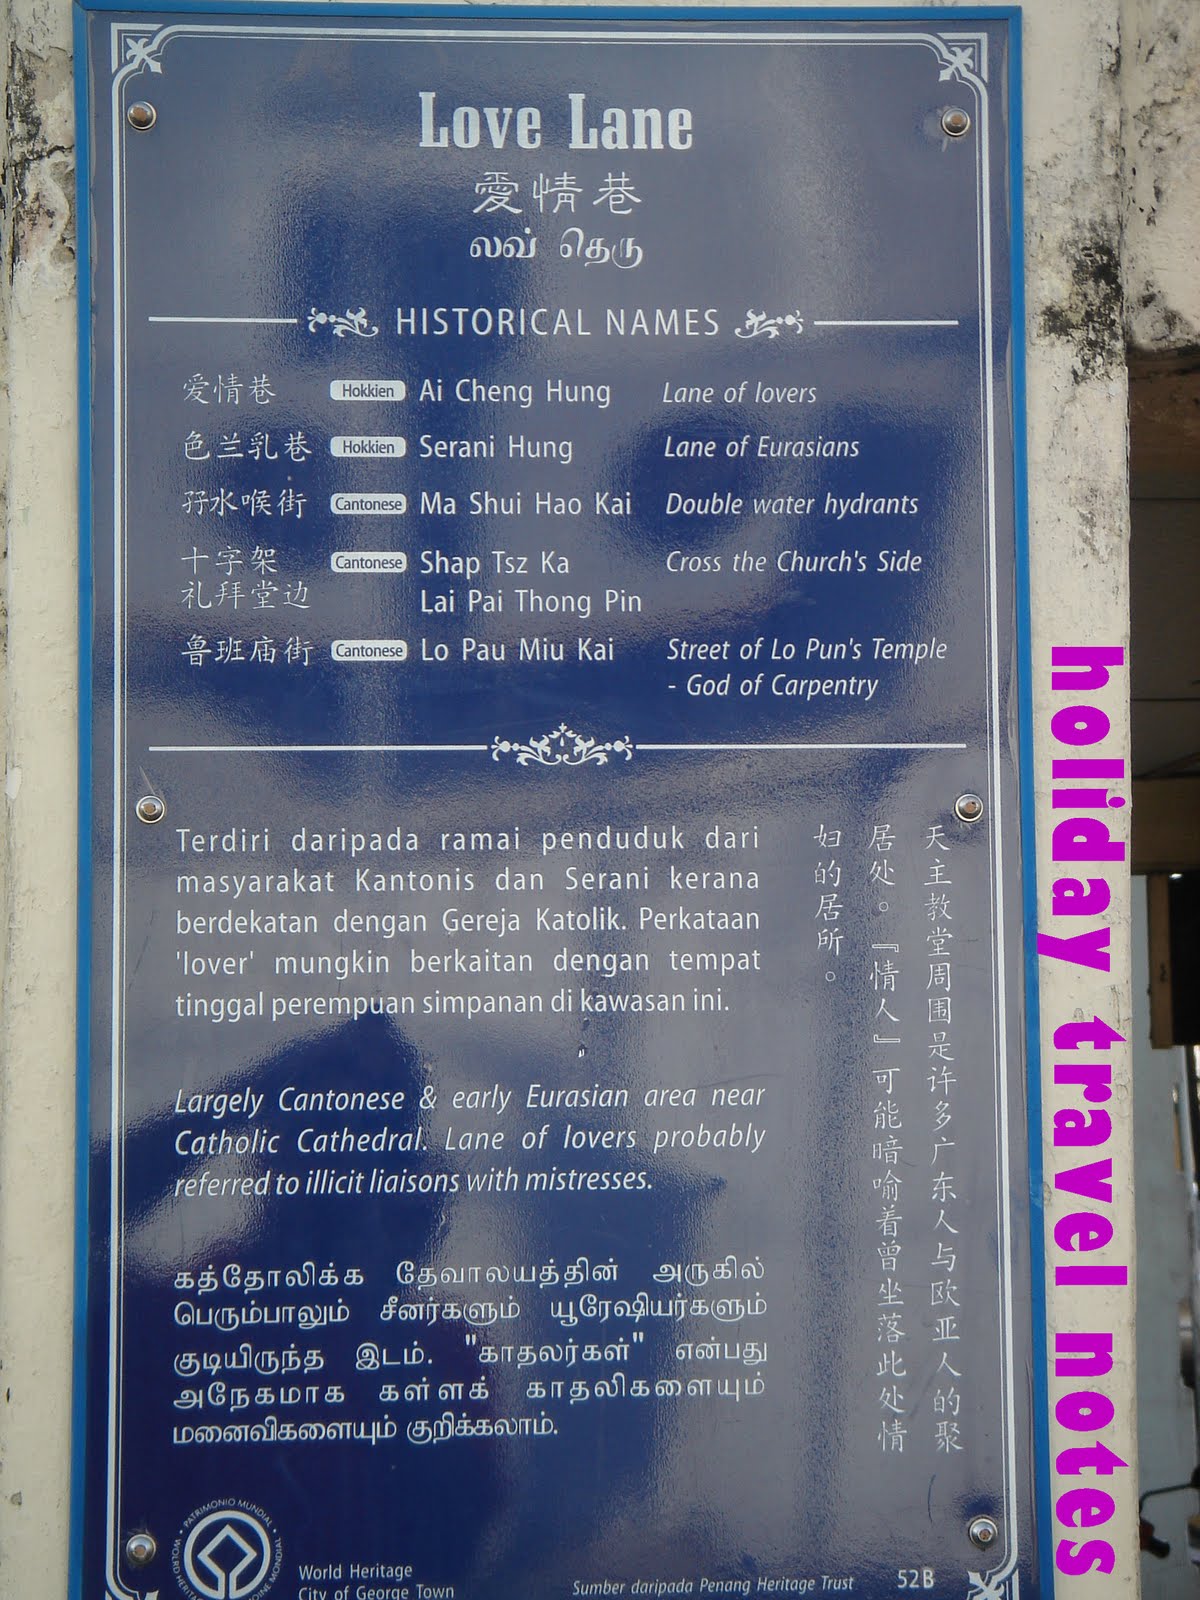 Love Lane
愛情巷
லவ் தெரு
HISTORICAL NAMES
爱情巷 Hokkien Ai Cheng Hung Lane of lovers
色兰乳巷 Hokkien Serani Hung Lane of Eurasians
孖水喉街 Cantonese Ma Shui Hao Kai Double water hydrants
十字架 Cantonese Shap Tsz Ka Cross the Church's Side
礼拜堂边 Lai Pai Thong Pin
鲁班庙街 Cantonese Lo Pau Miu Kai Street of Lo Pun's Temple
- God of Carpentry
Terdiri daripada ramai penduduk dari
masyarakat Kantonis dan Serani kerana
berdekatan dengan Gereja Katolik. Perkataan
'lover' mungkin berkaitan dengan tempat
tinggal perempuan simpanan di kawasan ini.
Largely Cantonese & early Eurasian area near
Catholic Cathedral. Lane of lovers probably
referred to illicit liaisons with mistresses.
கத்தோலிக்க தேவாலயத்தின் அருகில்
பெரும்பாலும் சீனர்களும் யூரேஷியர்களும்
குடியிருந்த இடம். "காதலர்கள்" என்பது
அநேகமாக கள்ளக் காதலிகளையும்
மனைவிகளையும் குறிக்கலாம்.
天主教堂周围是许多广东人与欧亚人的聚
居处。『情人』可能暗喻着曾坐落此处情
妇的居所。
PATRIMONIO MUNDIAL
World Heritage
City of George Town
Sumber daripada Penang Heritage Trust
52B
holiday travel notes